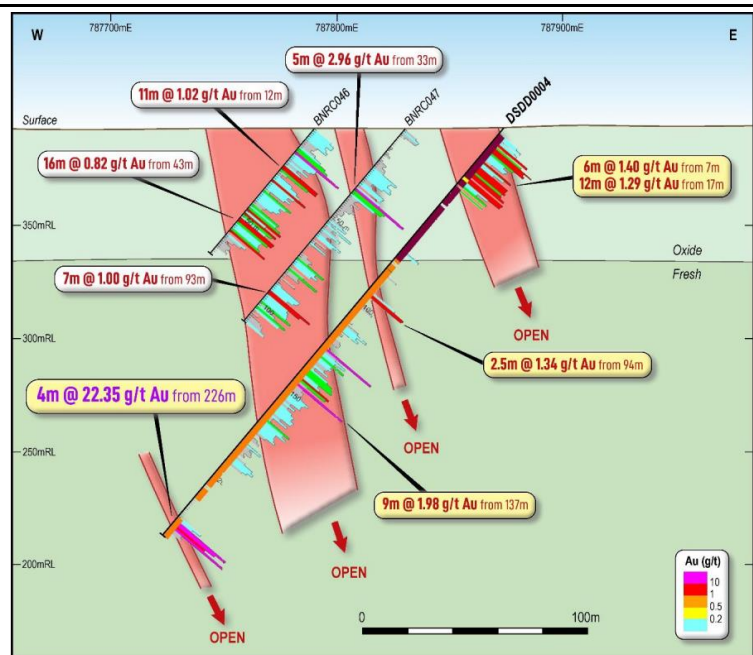 W
787700mE
787800mE
787900mE
E
5m @ 2.96 g/t Au from 33m
11m @ 1.02 g/t Au from 12m
BNRC046
BNRC047
DSDD0004
Surface
16m @ 0.82 g/t Au from 43m
6m @ 1.40 g/t Au from 7m
12m @ 1.29 g/t Au from 17m
350mRL
Oxide
Fresh
7m @ 1.00 g/t Au from 93m
OPEN
300mRL
2.5m @ 1.34 g/t Au from 94m
4m @ 22.35 g/t Au from 226m
150
OPEN
250mRL
9m @ 1.98 g/t Au from 137m
200mRL
OPEN
OPEN
Au (g/t)
10
1
0.5
0.2
0
100m